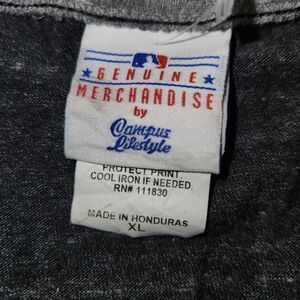 GENUINE
MERCHANDISE
by
Campus
Lifestyle
PROTECT PRINT.
COOL IRON IF NEEDED.
RN# 111830
MADE IN HONDURAS
XL